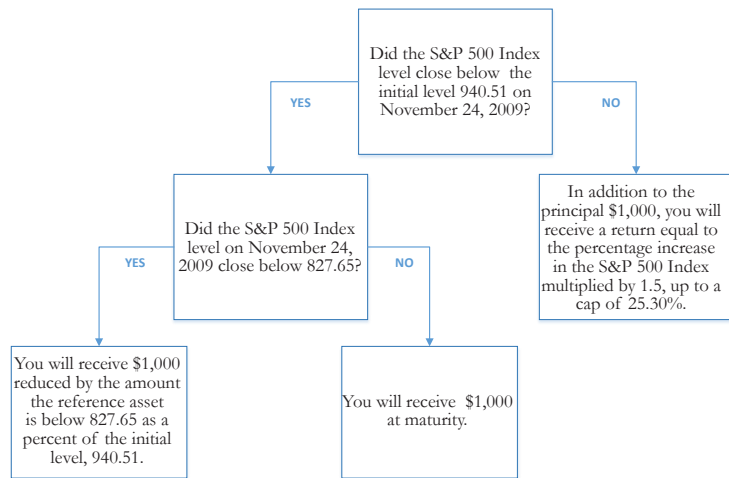 Did the S&P 500 Index
level close below the
initial level 940.51 on
November 24, 2009?
YES
NO
Did the S&P 500 Index
level on November 24,
2009 close below 827.65?
In addition to the
principal $1,000, you will
receive a return equal to
the percentage increase
in the S&P 500 Index
multiplied by 1.5, up to a
cap of 25.30%.
YES
NO
You will receive $1,000
reduced by the amount
the reference asset
is below 827.65 as a
percent of the initial
level, 940.51.
You will receive $1,000
at maturity.